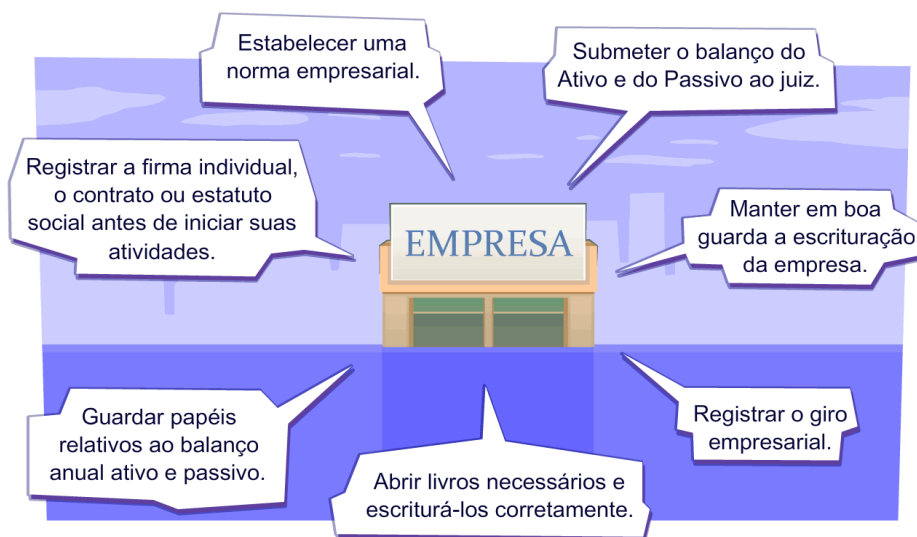 Estabelecer uma
norma empresarial.
Submeter o balanço do
Ativo e do Passivo ao juiz.
Registrar a firma individual,
o contrato ou estatuto
social antes de iniciar suas
atividades.
EMPRESA
Manter em boa
guarda a escrituração
da empresa.
Guardar papéis
relativos ao balanço
anual ativo e passivo.
Abrir livros necessários e
escriturá-los corretamente.
Registrar o giro
empresarial.